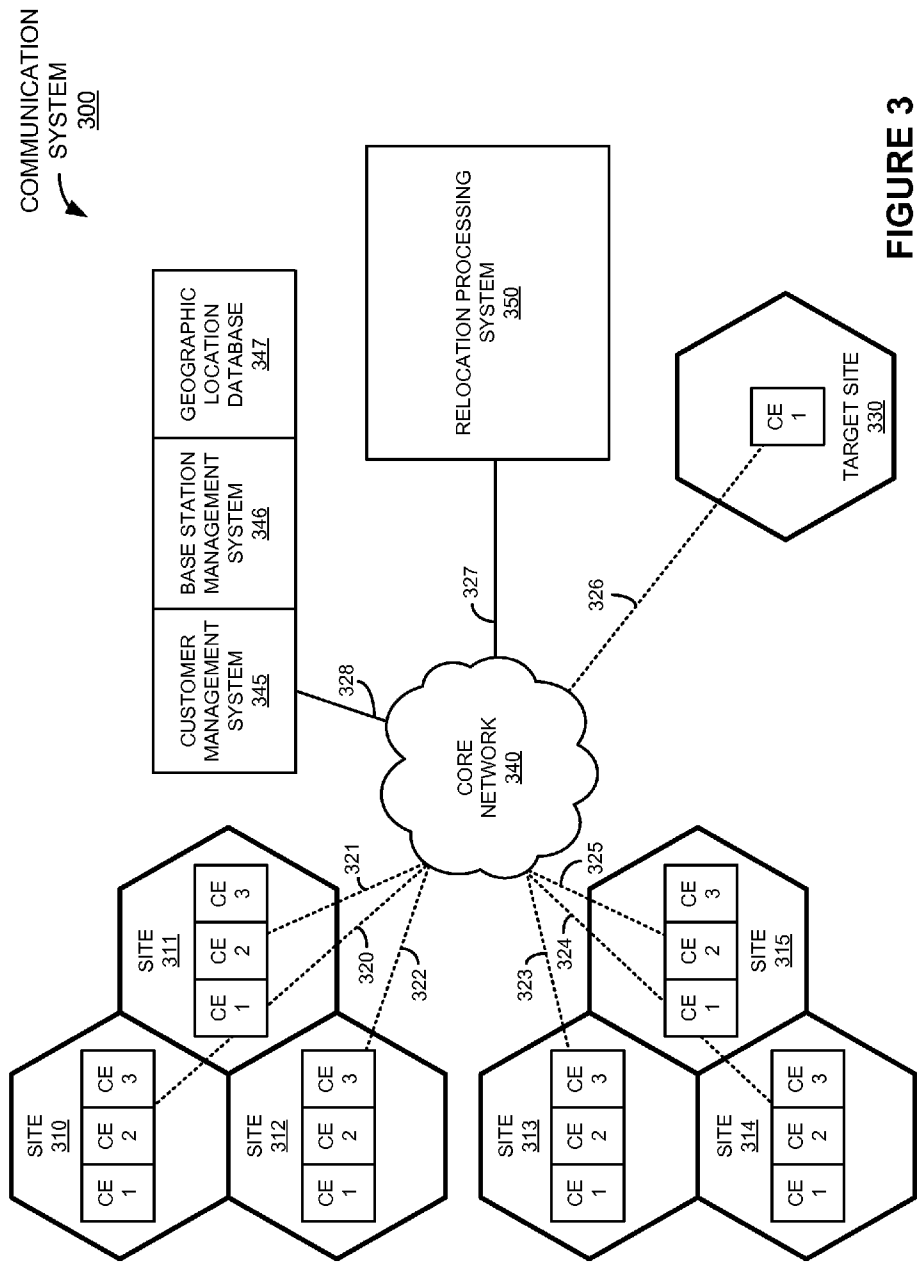 COMMUNICATION
SYSTEM
300
SITE
310
CE
1
CE
2
CE
3
SITE
311
CE
1
CE
2
CE
3
SITE
312
CE
1
CE
2
CE
3
321
320
322
CUSTOMER
MANAGEMENT
SYSTEM
345
BASE STATION
MANAGEMENT
SYSTEM
346
GEOGRAPHIC
LOCATION
DATABASE
347
328
CORE
NETWORK
340
327
RELOCATION PROCESSING
SYSTEM
350
SITE
313
CE
1
CE
2
CE
3
SITE
314
CE
1
CE
2
CE
3
SITE
315
CE
1
CE
2
CE
3
323
324
325
326
CE
1
TARGET SITE
330
FIGURE 3